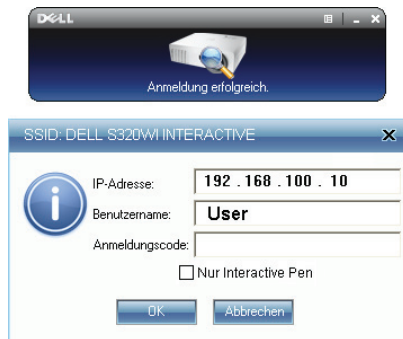 DELL
Anmeldung erfolgreich.
SSID: DELL S320WI INTERACTIVE
IP-Adresse: 192 . 168 . 100 . 10
Benutzername: User
Anmeldungscode:
Nur Interactive Pen
OK Abbrechen